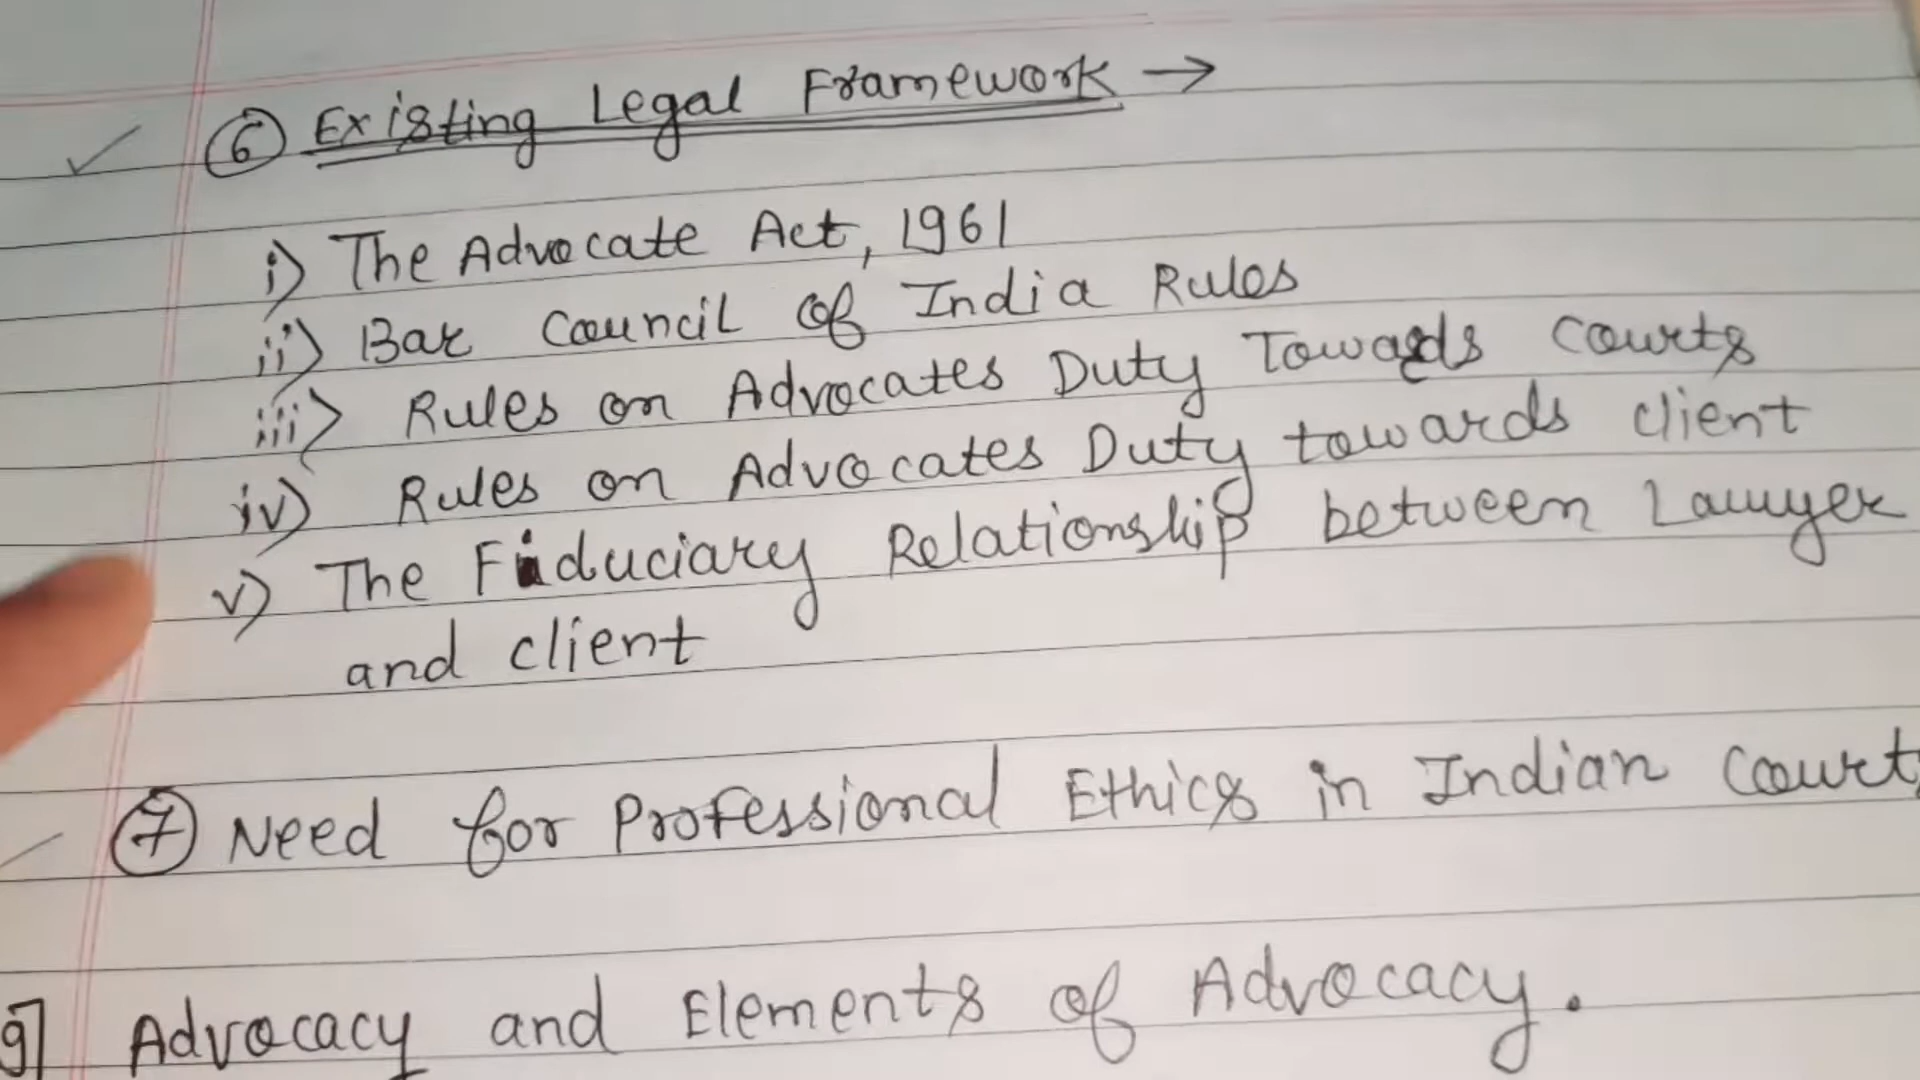 ⑥ Existing Legal Framework →
i) The Advocate Act, 1961
ii) Bar Council of India Rules
iii) Rules on Advocates Duty Towards Courts
iv) Rules on Advocates Duty towards client
v) The Fiduciary Relationship between Lawyer
and client
⑦ Need for Professional Ethics in Indian Court
9] Advocacy and Elements of Advocacy.